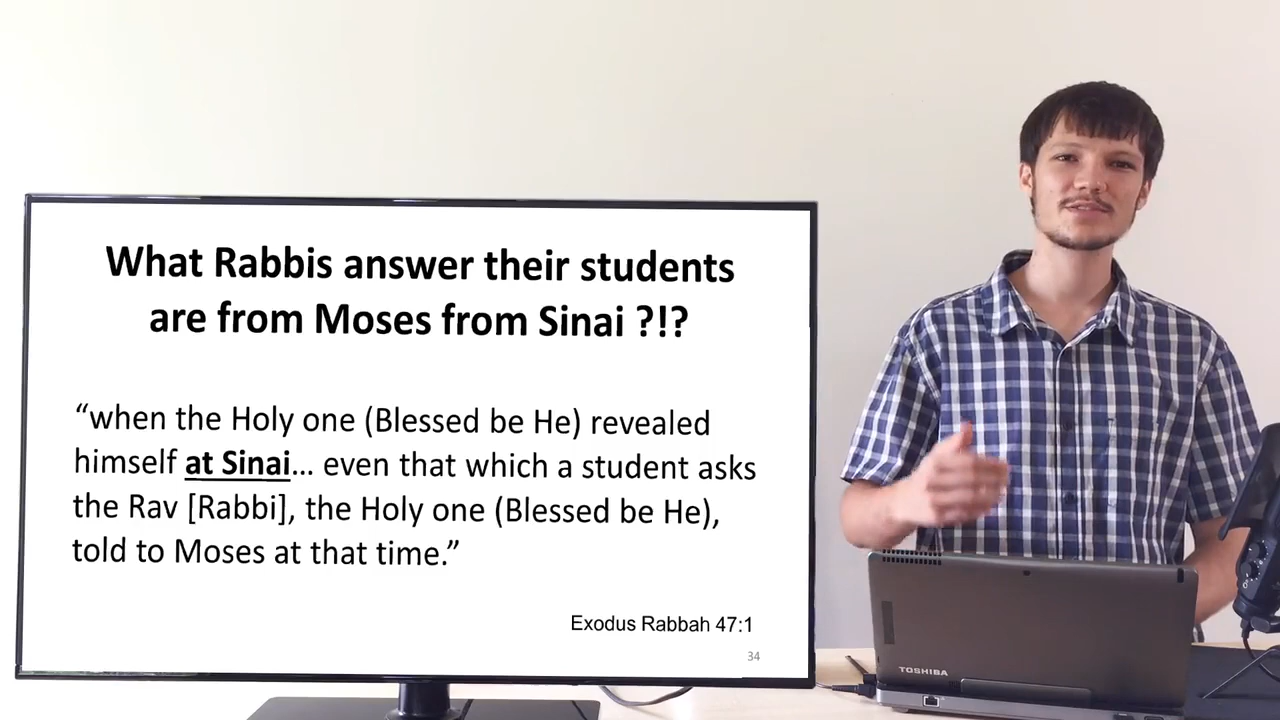 What Rabbis answer their students
are from Moses from Sinai ?!?
“when the Holy one (Blessed be He) revealed
himself at Sinai… even that which a student asks
the Rav [Rabbi], the Holy one (Blessed be He),
told to Moses at that time.”
Exodus Rabbah 47:1
34
TOSHIBA